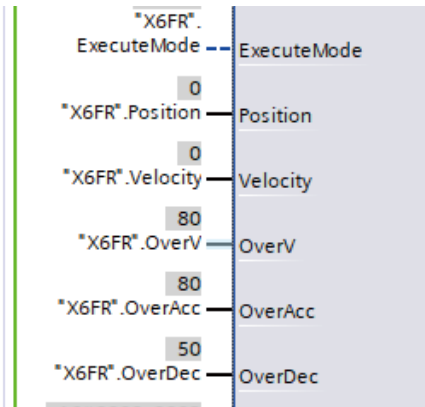 "X6FR".
ExecuteMode ExecuteMode
0
"X6FR".Position Position
0
"X6FR".Velocity Velocity
80
"X6FR".OverV OverV
80
"X6FR".OverAcc OverAcc
50
"X6FR".OverDec OverDec